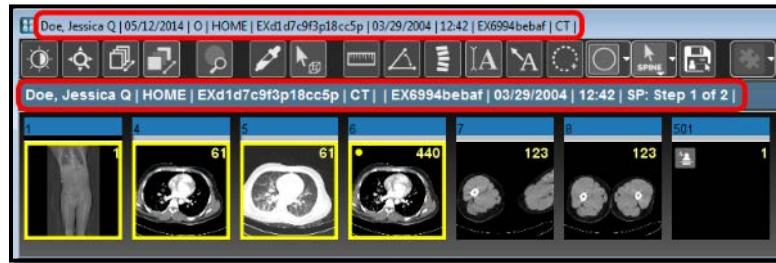 Doe, Jessica Q | 05/12/2014 | O | HOME | EXd1d7c9f3p18cc5p | 03/29/2004 | 12:42 | EX6994bebaf | CT |
A A SPINE
Doe, Jessica Q | HOME | EXd1d7c9f3p18cc5p | CT | | EX6994bebaf | 03/29/2004 | 12:42 | SP: Step 1 of 2 |
1 4 5 6 7 8 501
1 61 61 440 123 123 1